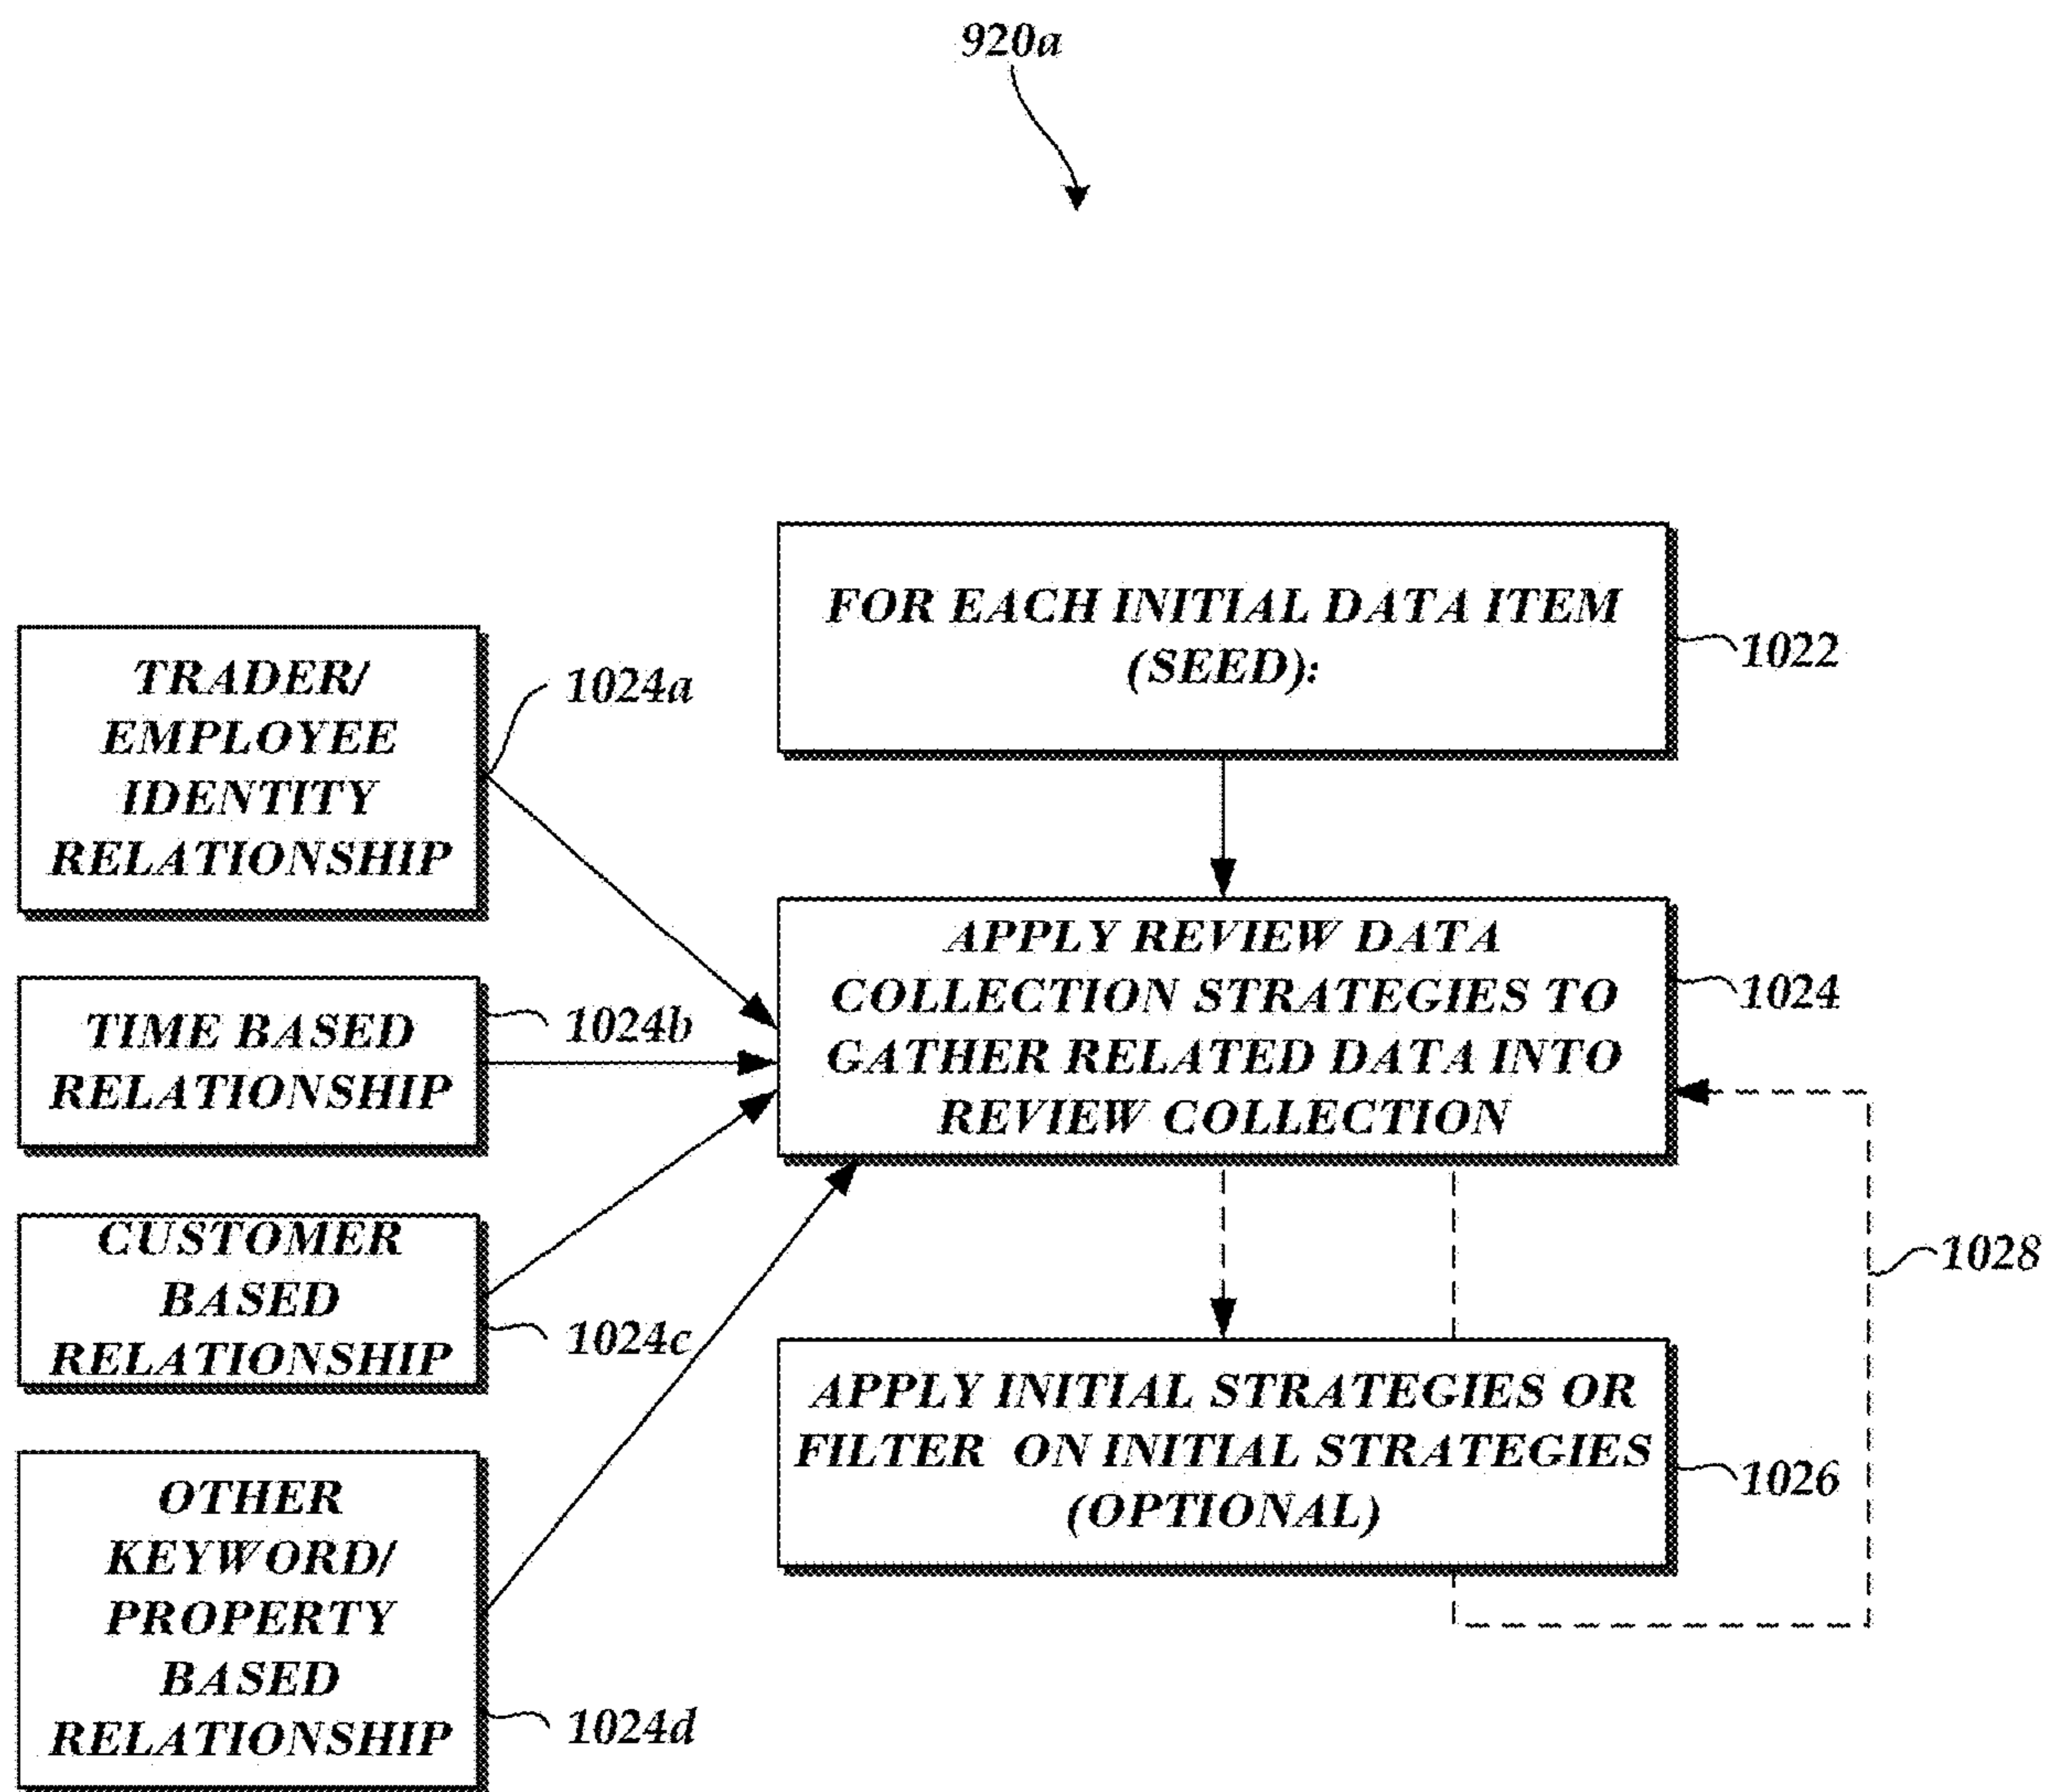 920a
FOR EACH INITIAL DATA ITEM
(SEED):
1022
TRADER/
EMPLOYEE
IDENTITY
RELATIONSHIP
1024a
APPLY REVIEW DATA
COLLECTION STRATEGIES TO
GATHER RELATED DATA INTO
REVIEW COLLECTION
1024
TIME BASED
RELATIONSHIP
1024b
CUSTOMER
BASED
RELATIONSHIP
1024c
1028
APPLY INITIAL STRATEGIES OR
FILTER ON INITIAL STRATEGIES
(OPTIONAL)
1026
OTHER
KEYWORD/
PROPERTY
BASED
RELATIONSHIP
1024d